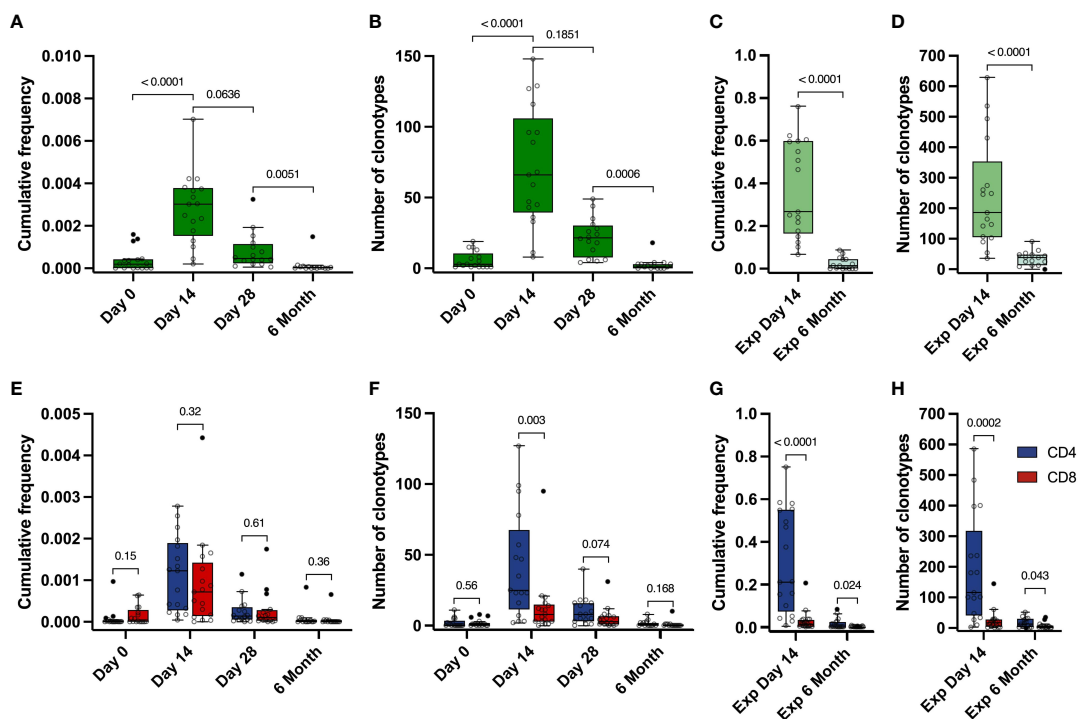 A
Cumulative frequency
0.010
0.008
0.006
0.004
0.002
0.000
< 0.0001
0.0636
0.0051
Day 0
Day 14
Day 28
6 Month
B
Number of clonotypes
150
100
50
0
< 0.0001
0.1851
0.0006
Day 0
Day 14
Day 28
6 Month
C
Cumulative frequency
1.0
0.8
0.6
0.4
0.2
0.0
< 0.0001
Exp Day 14
Exp 6 Month
D
Number of clonotypes
700
600
500
400
300
200
100
0
< 0.0001
Exp Day 14
Exp 6 Month
E
Cumulative frequency
0.005
0.004
0.003
0.002
0.001
0.000
0.15
0.32
0.61
0.36
Day 0
Day 14
Day 28
6 Month
F
Number of clonotypes
150
100
50
0
0.56
0.003
0.074
0.168
Day 0
Day 14
Day 28
6 Month
G
Cumulative frequency
1.0
0.8
0.6
0.4
0.2
0.0
< 0.0001
0.024
Exp Day 14
Exp 6 Month
H
Number of clonotypes
700
600
500
400
300
200
100
0
0.0002
0.043
Exp Day 14
Exp 6 Month
CD4
CD8